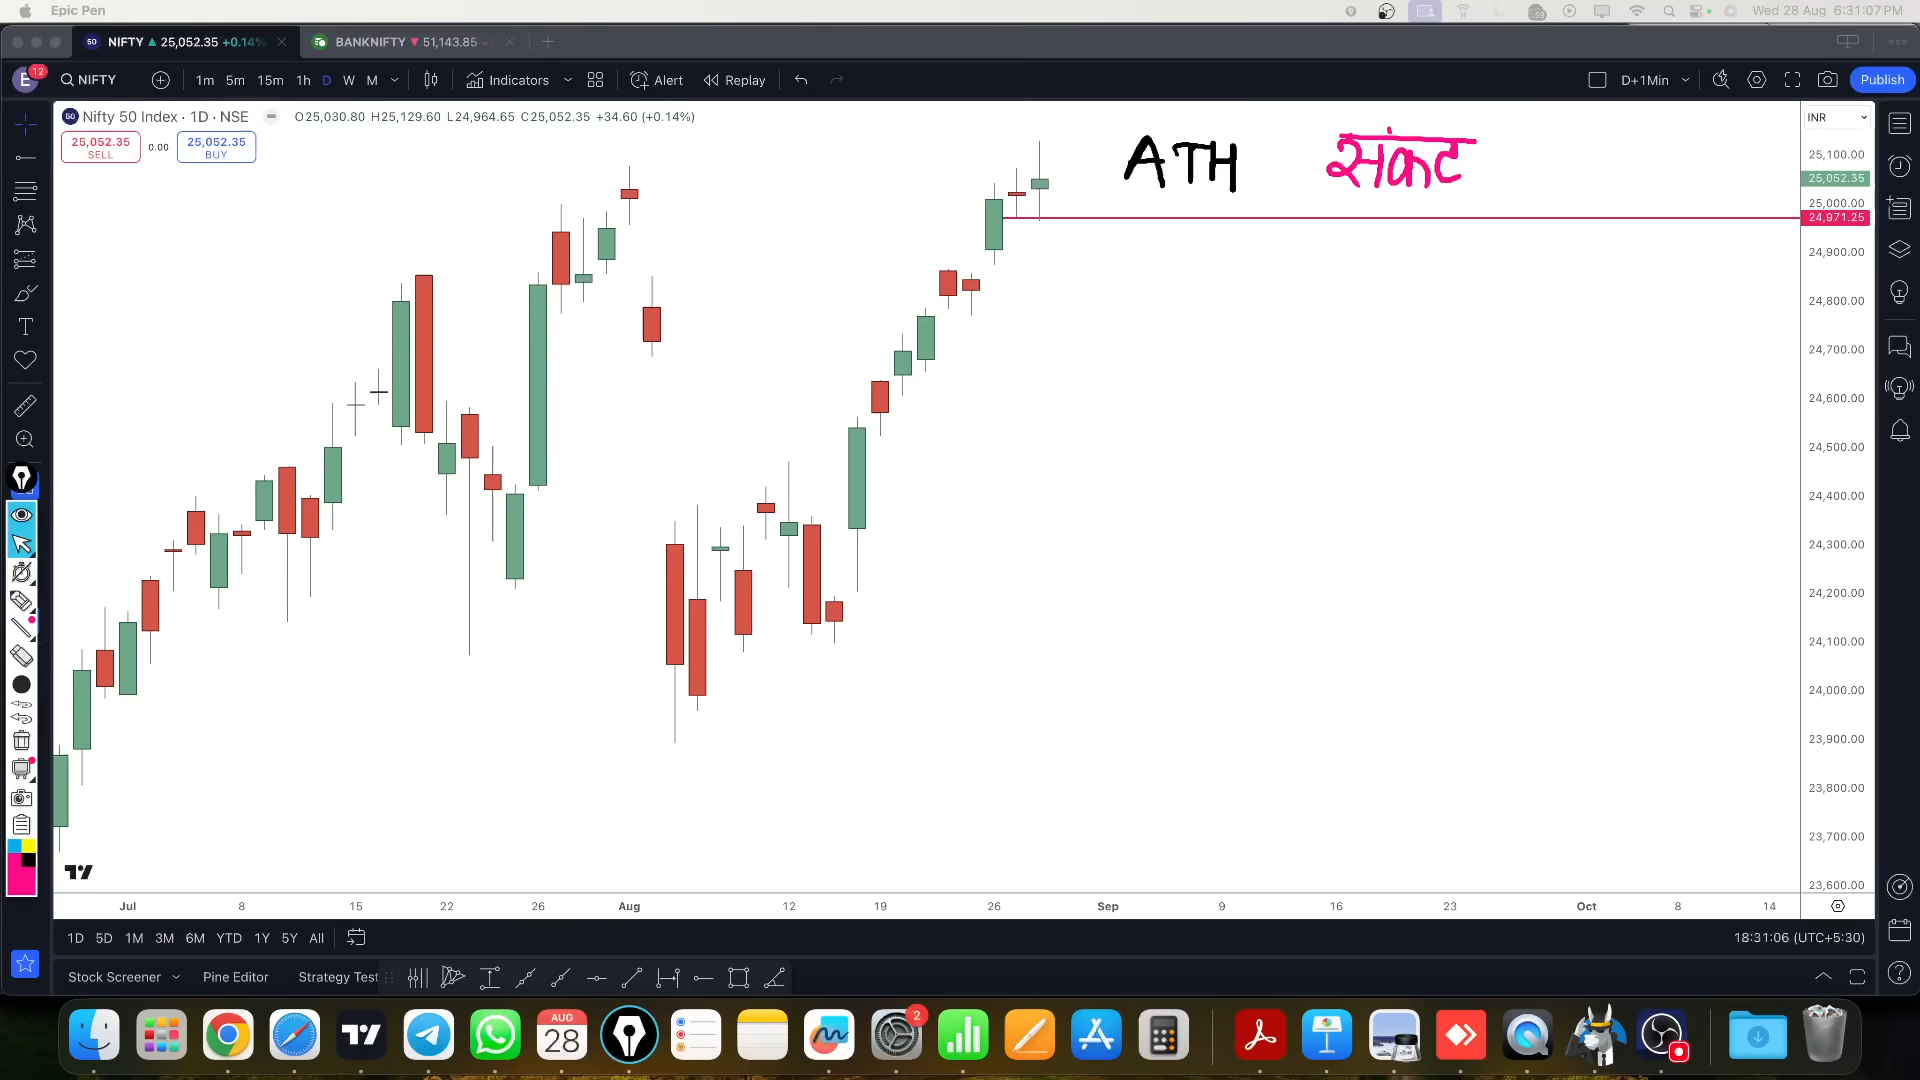 Epic Pen
Wed 28 Aug 6:31:07 PM
NIFTY ▲ 25,052.35 +0.14%
BANKNIFTY ▼ 51,143.85
E 12
NIFTY 1m 5m 15m 1h D W M Indicators Alert Replay D+1Min Publish
Nifty 50 Index · 1D · NSE O25,030.80 H25,129.60 L24,964.65 C25,052.35 +34.60 (+0.14%)
INR
25,052.35 SELL
0.00
25,052.35 BUY
ATH संकट
25,100.00
25,052.35
25,000.00
24,971.25
24,900.00
24,800.00
24,700.00
24,600.00
24,500.00
24,400.00
24,300.00
24,200.00
24,100.00
24,000.00
23,900.00
23,800.00
23,700.00
23,600.00
Jul 8 15 22 26 Aug 12 19 26 Sep 9 16 23 Oct 8 14
1D 5D 1M 3M 6M YTD 1Y 5Y All
18:31:06 (UTC+5:30)
Stock Screener Pine Editor Strategy Test
AUG
28
2